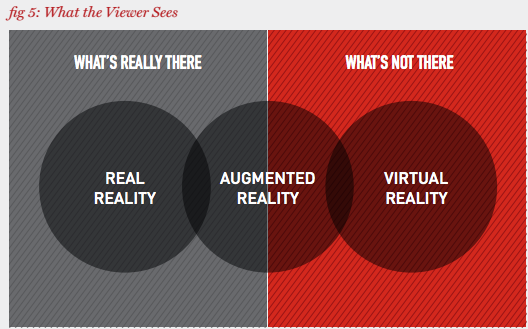 fig 5: What the Viewer Sees
WHAT'S REALLY THERE
WHAT'S NOT THERE
REAL
REALITY
AUGMENTED
REALITY
VIRTUAL
REALITY